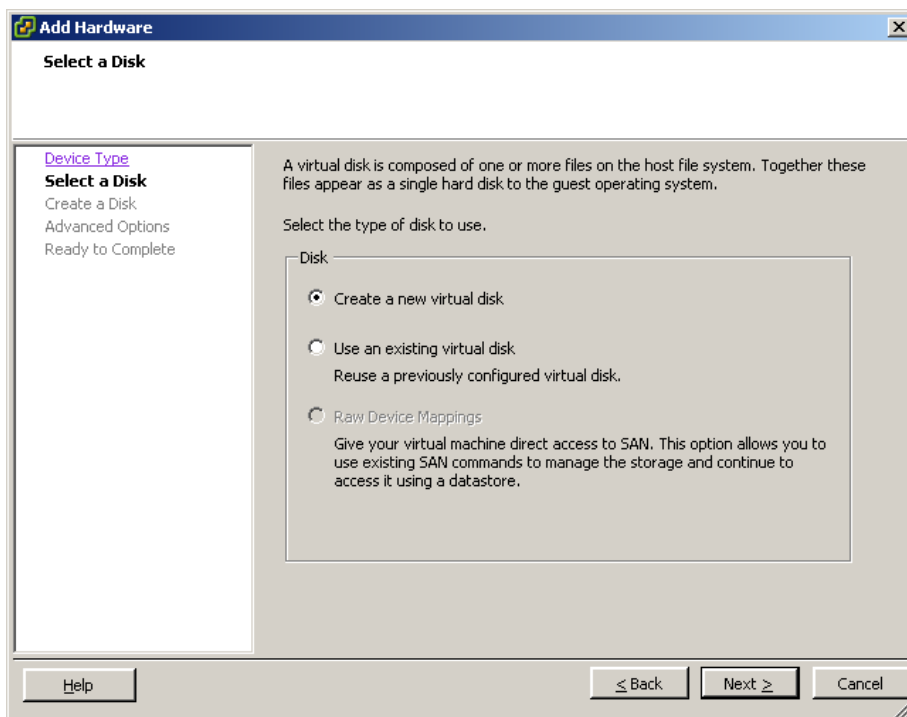 Add Hardware
Select a Disk
Device Type
Select a Disk
Create a Disk
Advanced Options
Ready to Complete
A virtual disk is composed of one or more files on the host file system. Together these
files appear as a single hard disk to the guest operating system.
Select the type of disk to use.
Disk
Create a new virtual disk
Use an existing virtual disk
Reuse a previously configured virtual disk.
Raw Device Mappings
Give your virtual machine direct access to SAN. This option allows you to
use existing SAN commands to manage the storage and continue to
access it using a datastore.
Help
< Back
Next >
Cancel